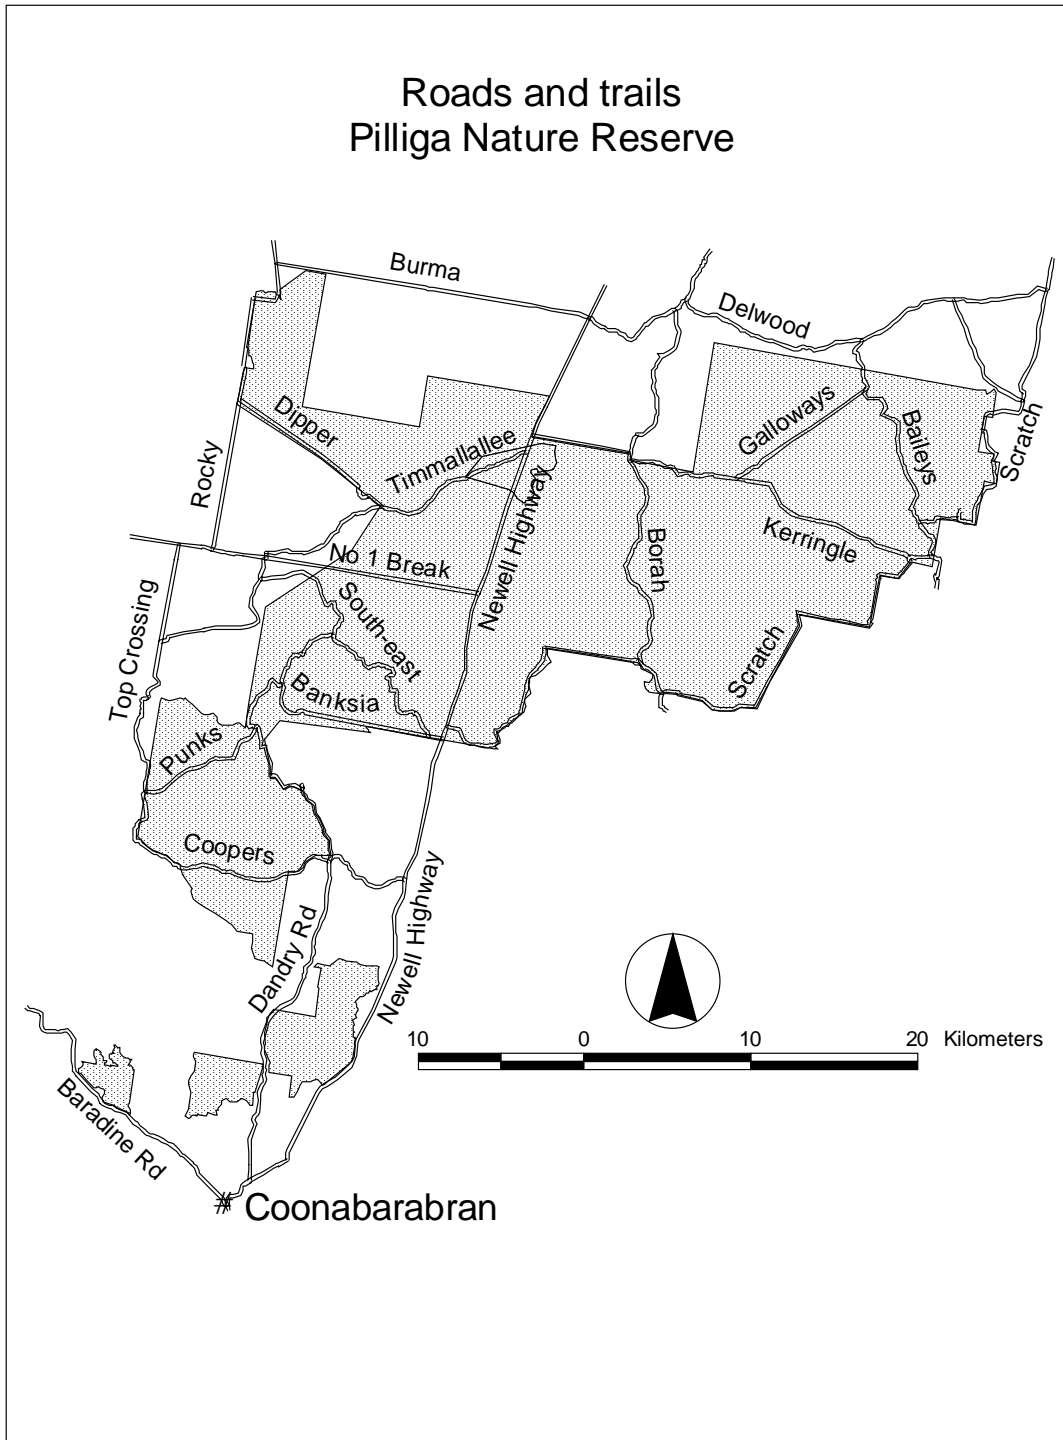 Roads and trails
Pilliga Nature Reserve
Burma
Delwood
Dipper
Galloways
Baileys
Scratch
Timmallallee
Rocky
Newell Highway
Kerringle
No 1 Break
Borah
Top Crossing
South-east
Scratch
Banksia
Punks
Coopers
Dandry Rd
Newell Highway
10 0 10 20 Kilometers
Baradine Rd
# Coonabarabran